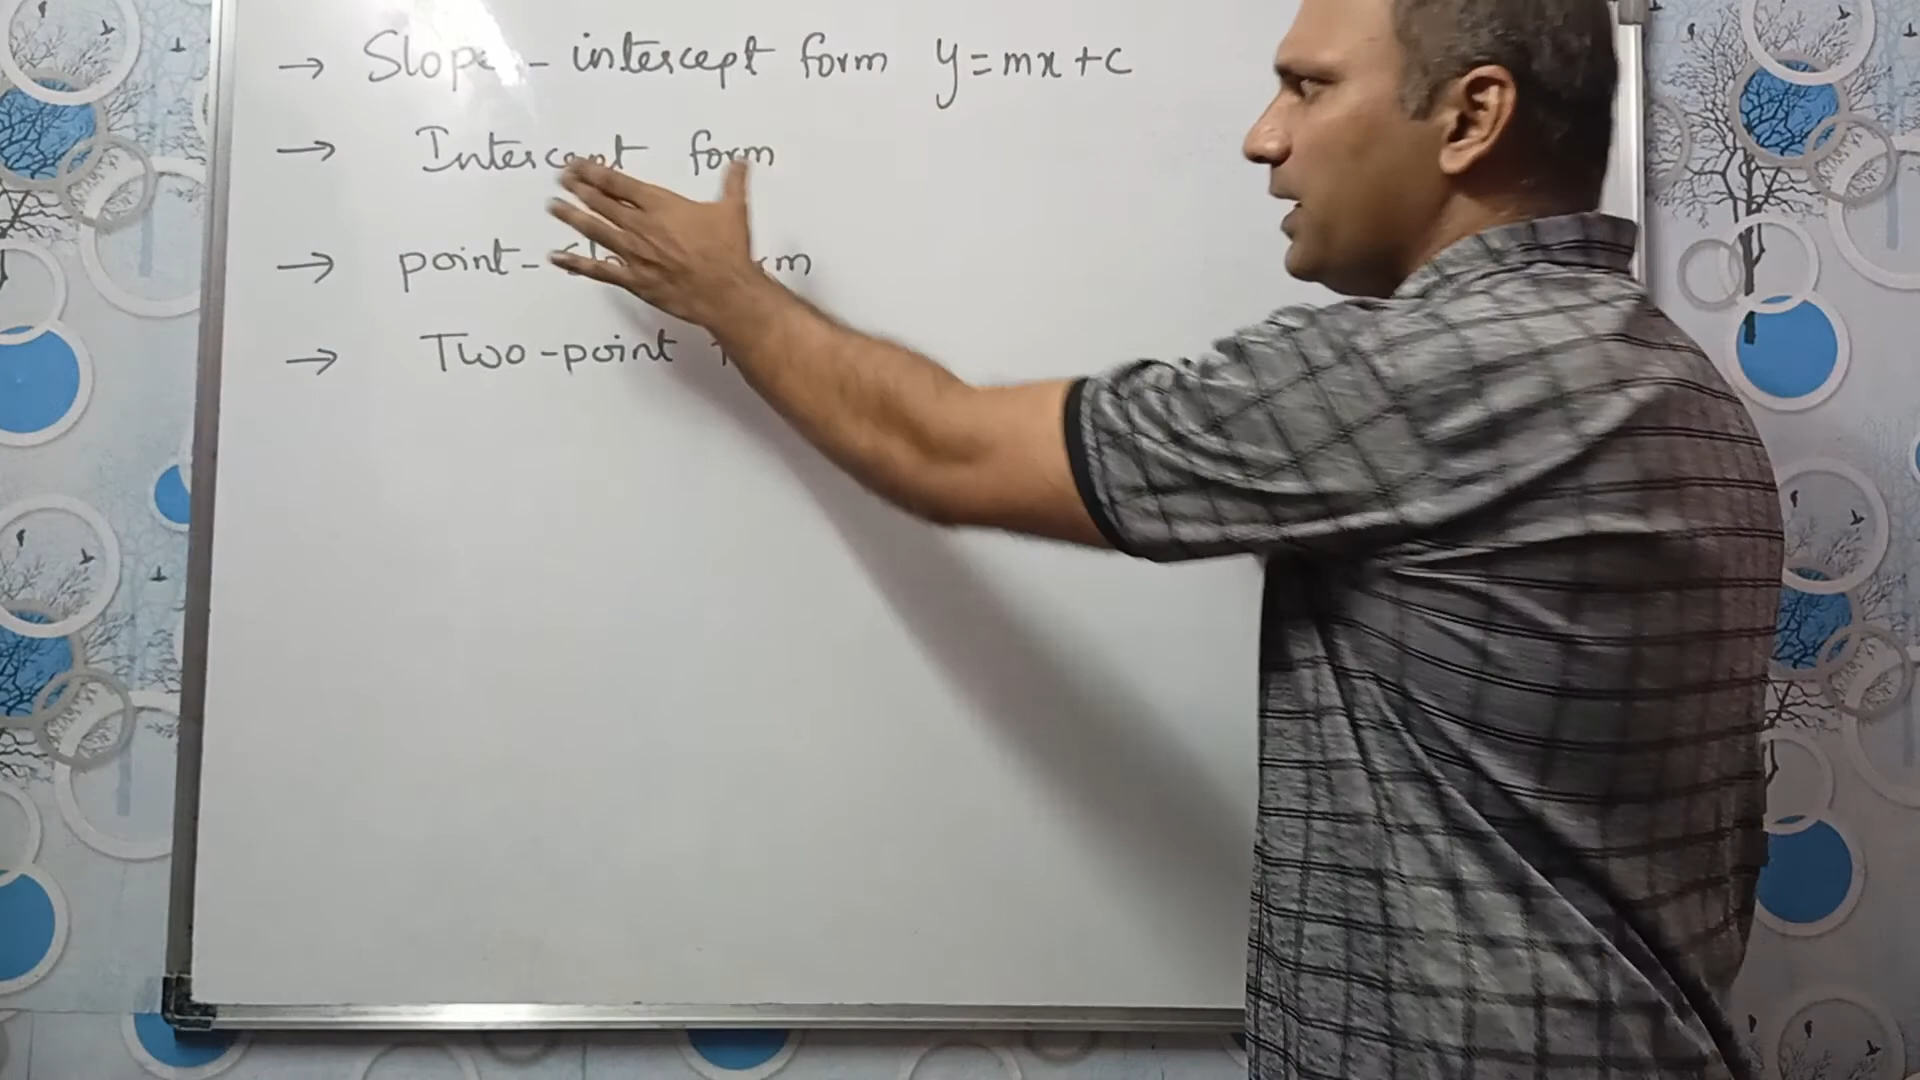 → Slope - intercept form y = mx + c
→ Intercept form
→ point-
→ Two-point